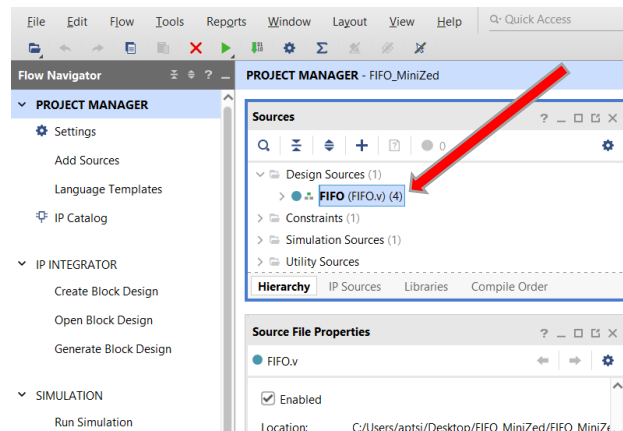 File Edit Flow Tools Reports Window Layout View Help Q- Quick Access
Flow Navigator ? PROJECT MANAGER - FIFO_MiniZed
PROJECT MANAGER
Sources ?
Settings
0
Add Sources
Design Sources (1)
Language Templates
FIFO (FIFO.v) (4)
IP Catalog
Constraints (1)
Simulation Sources (1)
IP INTEGRATOR
Utility Sources
Create Block Design
Hierarchy IP Sources Libraries Compile Order
Open Block Design
Source File Properties ?
Generate Block Design
FIFO.v
SIMULATION
Enabled
Run Simulation
Location: C:/Users/aptsi/Desktop/FIFO_MiniZed/FIFO_MiniZe